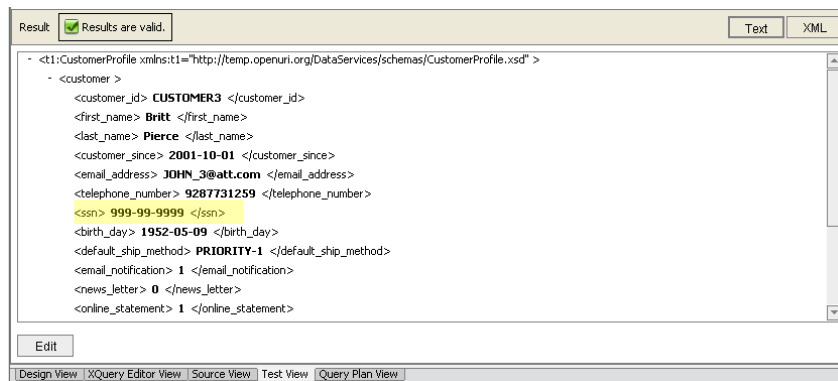 Result Results are valid. Text XML
- <t1:CustomerProfile xmlns:t1="http://temp.openuri.org/DataServices/schemas/CustomerProfile.xsd" >
- <customer >
<customer_id> CUSTOMER3 </customer_id>
<first_name> Britt </first_name>
<last_name> Pierce </last_name>
<customer_since> 2001-10-01 </customer_since>
<email_address> JOHN_3@att.com </email_address>
<telephone_number> 9287731259 </telephone_number>
<ssn> 999-99-9999 </ssn>
<birth_day> 1952-05-09 </birth_day>
<default_ship_method> PRIORITY-1 </default_ship_method>
<email_notification> 1 </email_notification>
<news_letter> 0 </news_letter>
<online_statement> 1 </online_statement>
Edit
Design View XQuery Editor View Source View Test View Query Plan View